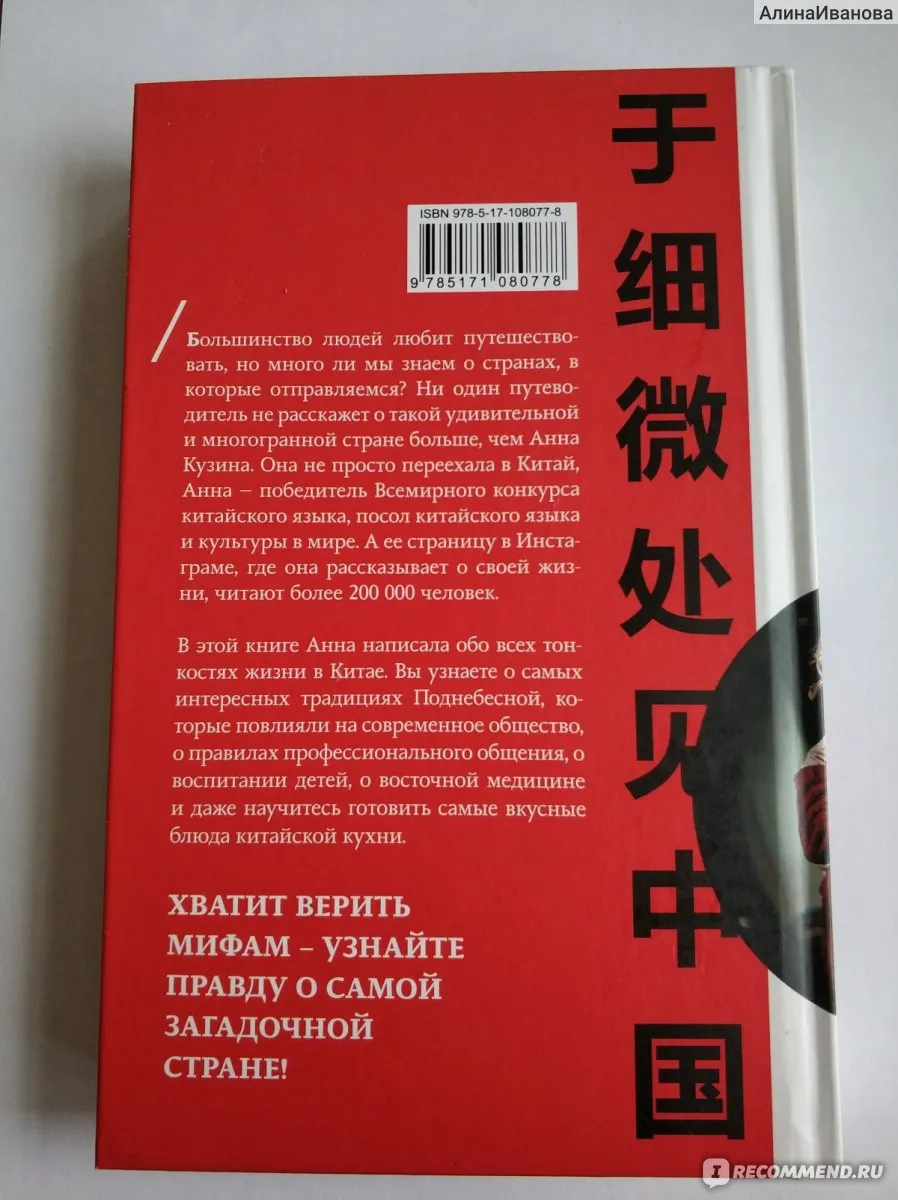 АлинаИванова
ISBN 978-5-17-108077-8
9 785171 080778
Большинство людей любит путешество-
вать, но много ли мы знаем о странах, в
которые отправляемся? Ни один путево-
дитель не расскажет о такой удивительной
и многогранной стране больше, чем Анна
Кузина. Она не просто переехала в Китай,
Анна – победитель Всемирного конкурса
китайского языка, посол китайского языка
и культуры в мире. А ее страницу в Инста-
граме, где она рассказывает о своей жиз-
ни, читают более 200 000 человек.
В этой книге Анна написала обо всех тон-
костях жизни в Китае. Вы узнаете о самых
интересных традициях Поднебесной, ко-
торые повлияли на современное общество,
о правилах профессионального общения, о
воспитании детей, о восточной медицине
и даже научитесь готовить самые вкусные
блюда китайской кухни.
ХВАТИТ ВЕРИТЬ
МИФАМ – УЗНАЙТЕ
ПРАВДУ О САМОЙ
ЗАГАДОЧНОЙ
СТРАНЕ!
于细微处见中国
IRECOMMEND.RU